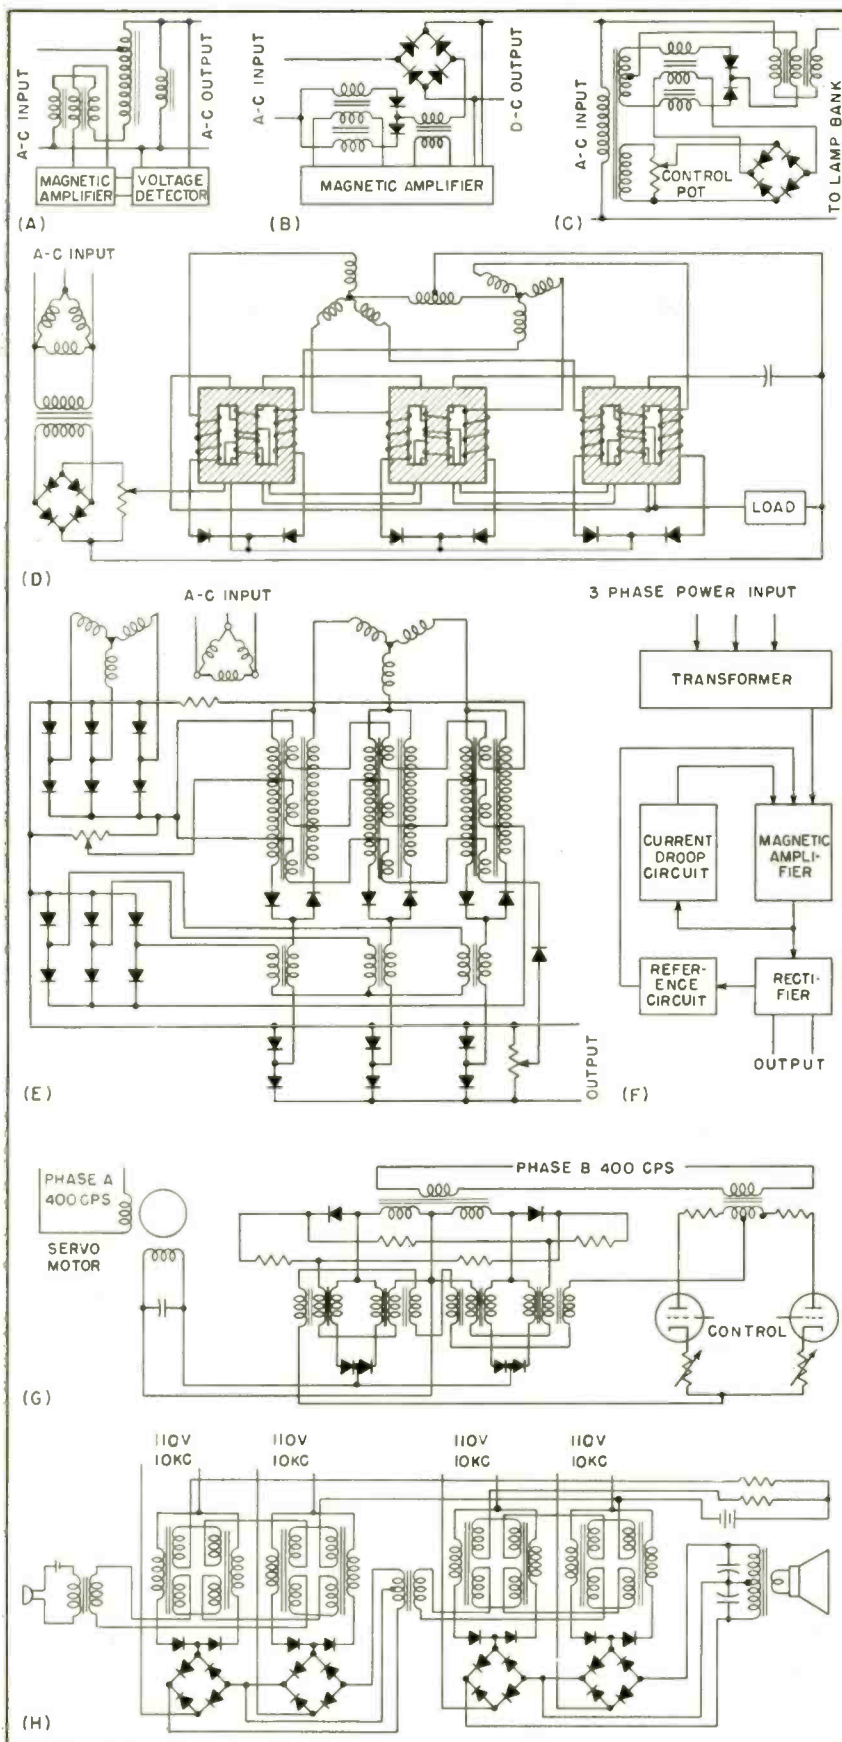 A-C INPUT
A-C OUTPUT
MAGNETIC
AMPLIFIER
VOLTAGE
DETECTOR
(A)
A-C INPUT
D-C OUTPUT
MAGNETIC AMPLIFIER
(B)
A-C INPUT
CONTROL
POT
TO LAMP BANK
(C)
A-C INPUT
LOAD
(D)
A-C INPUT
OUTPUT
(E)
3 PHASE POWER INPUT
TRANSFORMER
CURRENT
DROOP
CIRCUIT
MAGNETIC
AMPLI-
FIER
REFER-
ENCE
CIRCUIT
RECTI-
FIER
OUTPUT
(F)
PHASE A
400 CPS
SERVO
MOTOR
PHASE B 400 CPS
CONTROL
(G)
110V
10KC
110V
10KC
110V
10KC
110V
10KC
(H)